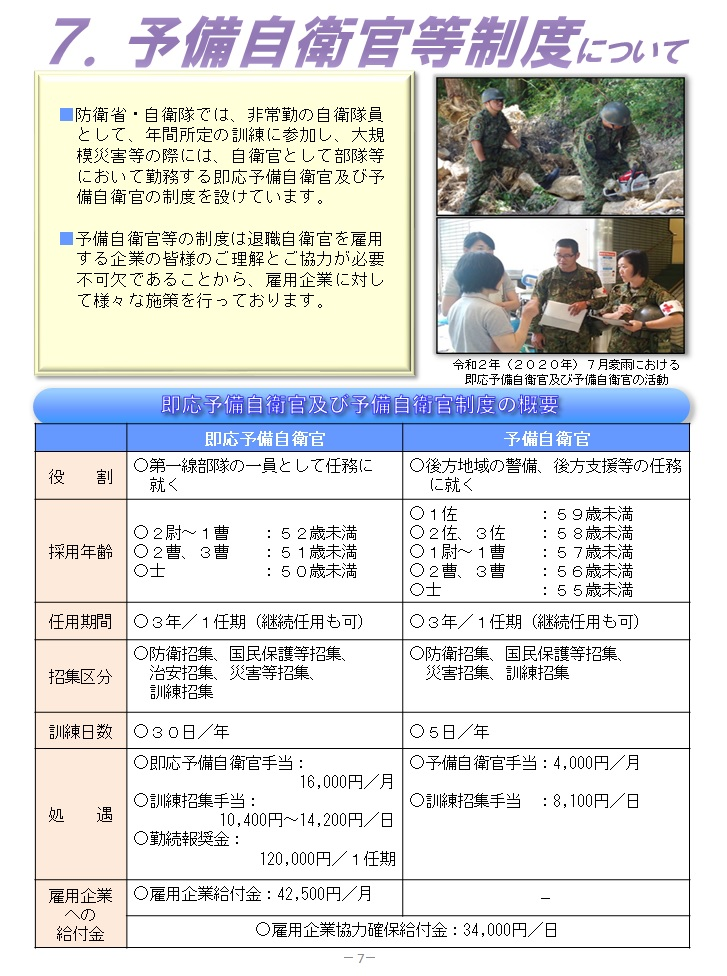 7. 予備自衛官等制度について
■防衛省・自衛隊では、非常勤の自衛隊員
として、年間所定の訓練に参加し、大規
模災害等の際には、自衛官として部隊等
において勤務する即応予備自衛官及び予
備自衛官の制度を設けています。
■予備自衛官等の制度は退職自衛官を雇用
する企業の皆様のご理解とご協力が必要
不可欠であることから、雇用企業に対し
て様々な施策を行っております。
令和２年（２０２０年）７月豪雨における
即応予備自衛官及び予備自衛官の活動
即応予備自衛官及び予備自衛官制度の概要
即応予備自衛官 予備自衛官
役　割
○第一線部隊の一員として任務に
就く
○後方地域の警備、後方支援等の任務
に就く
採用年齢
○２尉～１曹　：５２歳未満
○２曹、３曹　：５１歳未満
○士　：５０歳未満
○１佐　：５９歳未満
○２佐、３佐　：５８歳未満
○１尉～１曹　：５７歳未満
○２曹、３曹　：５６歳未満
○士　：５５歳未満
任用期間
○３年／１任期（継続任用も可）
○３年／１任期（継続任用も可）
招集区分
○防衛招集、国民保護等招集、
治安招集、災害等招集、
訓練招集
○防衛招集、国民保護等招集、
災害招集、訓練招集
訓練日数
○３０日／年
○５日／年
処　遇
○即応予備自衛官手当：
16,000円／月
○訓練招集手当：
10,400円～14,200円／日
○勤続報奨金：
120,000円／１任期
○予備自衛官手当：4,000円／月
○訓練招集手当　：8,100円／日
雇用企業
への
給付金
○雇用企業給付金：42,500円／月
－
○雇用企業協力確保給付金：34,000円／日
－7－